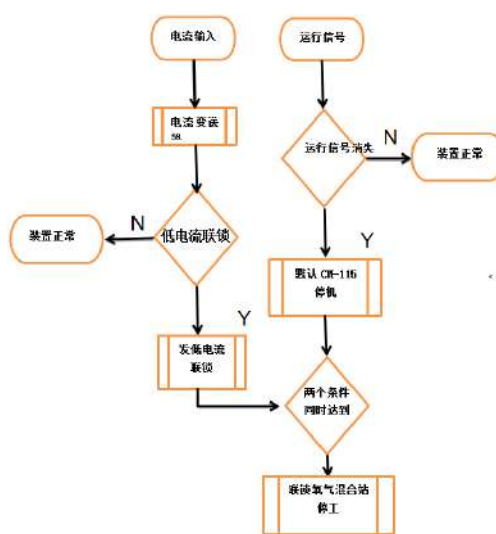 电流输入
运行信号
电流变送
运行信号消失
N
装置正常
N
装置正常
低电流联锁
Y
默认 CM-115
停机
Y
发低电流
联锁
两个条件
同时达到
联锁氧气混合站
停工